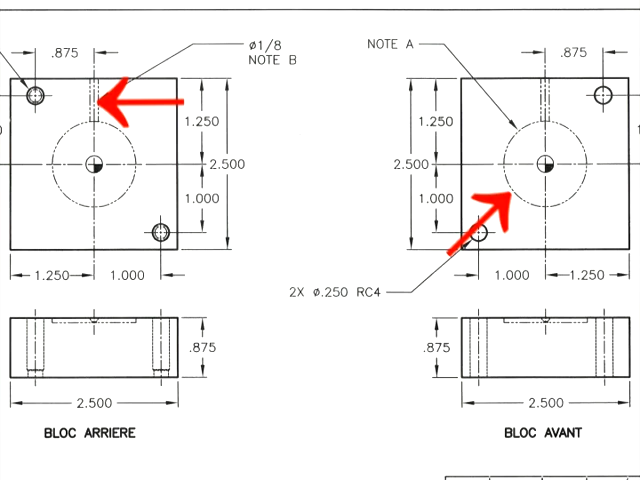 .875
ø1/8
NOTE B
NOTE A
.875
1.250
2.500
1.000
1.250
2.500
1.000
1.250
1.000
2X ø.250 RC4
1.000
1.250
.875
.875
2.500
2.500
BLOC ARRIERE
BLOC AVANT